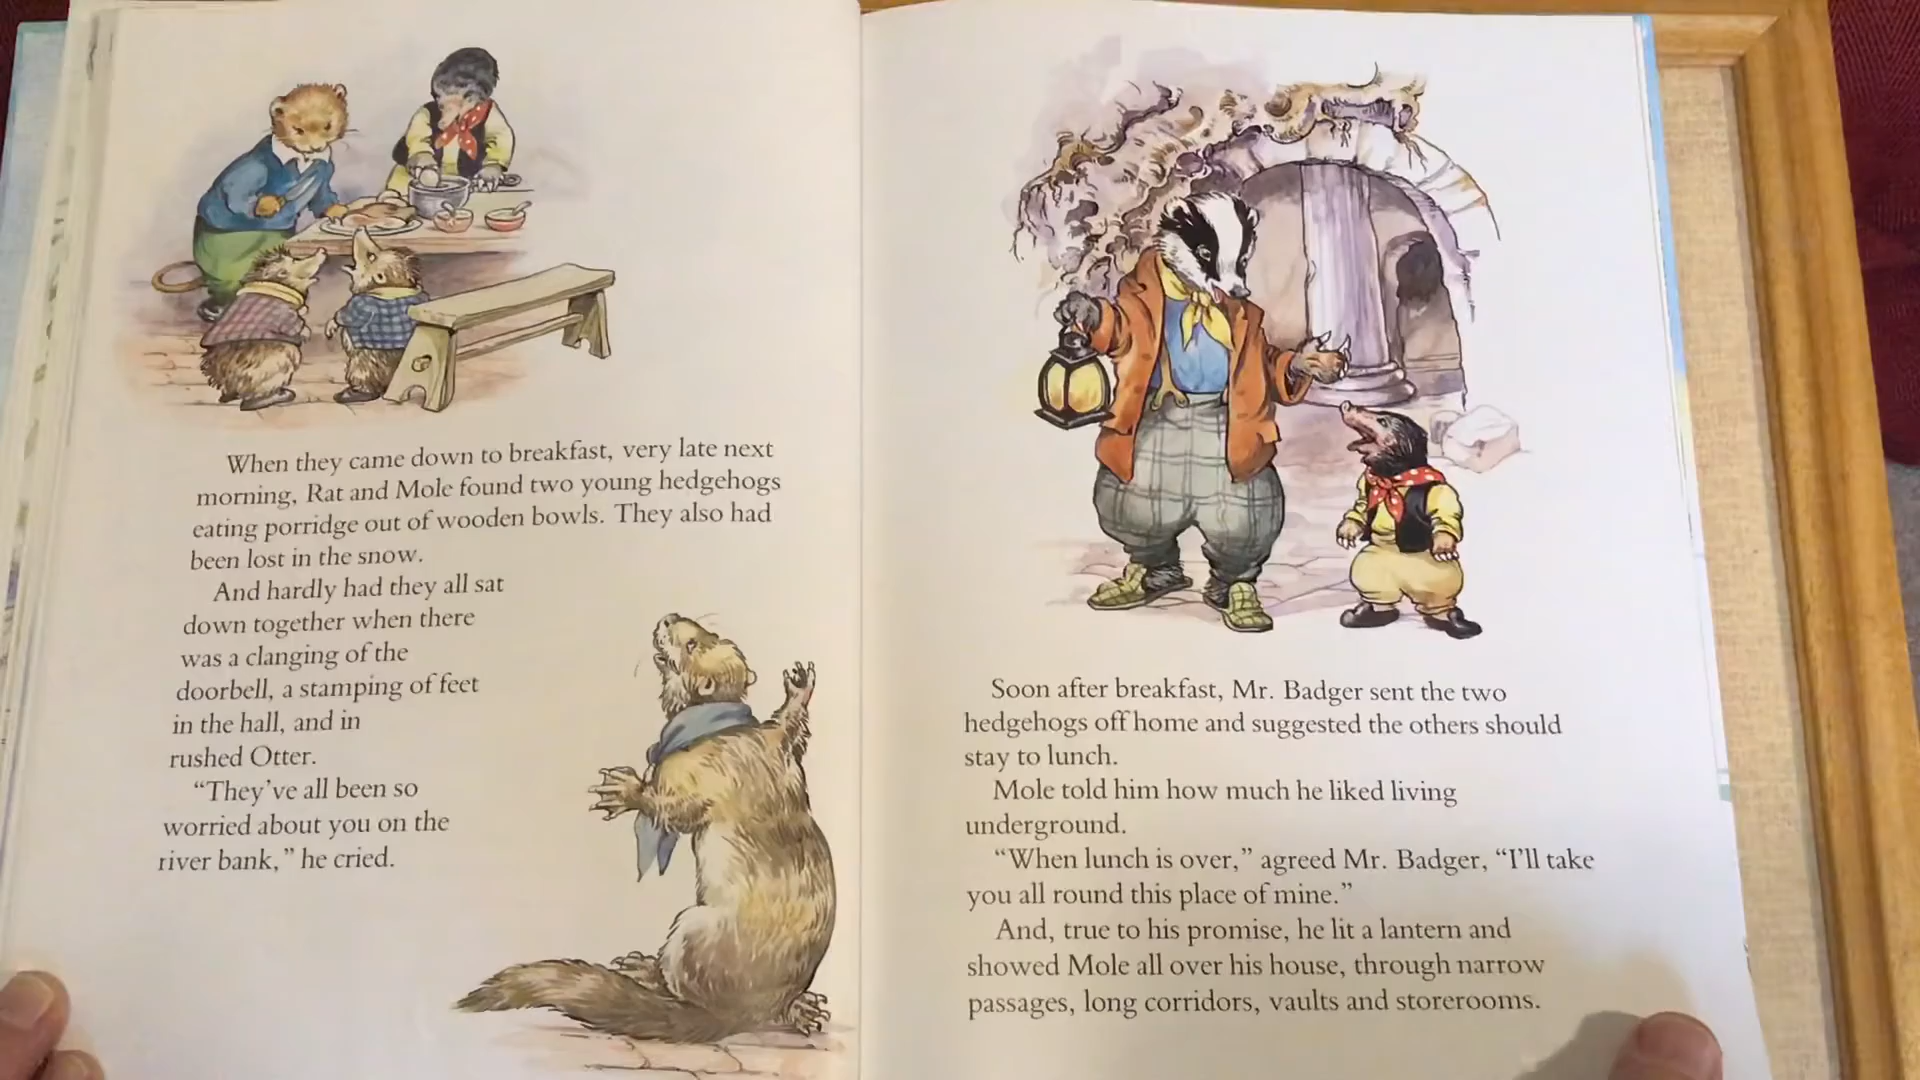 When they came down to breakfast, very late next
morning, Rat and Mole found two young hedgehogs
eating porridge out of wooden bowls. They also had
been lost in the snow.
And hardly had they all sat
down together when there
was a clanging of the
doorbell, a stamping of feet
in the hall, and in
rushed Otter.
“They’ve all been so
worried about you on the
river bank,” he cried.
Soon after breakfast, Mr. Badger sent the two
hedgehogs off home and suggested the others should
stay to lunch.
Mole told him how much he liked living
underground.
“When lunch is over,” agreed Mr. Badger, “I’ll take
you all round this place of mine.”
And, true to his promise, he lit a lantern and
showed Mole all over his house, through narrow
passages, long corridors, vaults and storerooms.